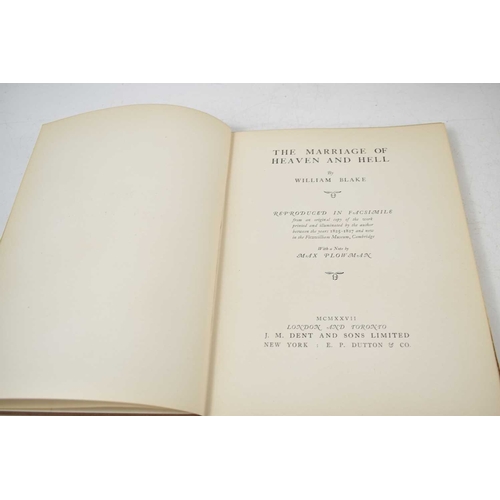 THE MARRIAGE OF
HEAVEN AND HELL
By
WILLIAM BLAKE
REPRODUCED IN FACSIMILE
from an original copy of the work
printed and illuminated by the author
between the years 1825-1827 and now
in the Fitzwilliam Museum, Cambridge
With a Note by
MAX PLOWMAN
MCMXXVII
LONDON AND TORONTO
J. M. DENT AND SONS LIMITED
NEW YORK : E. P. DUTTON & CO.